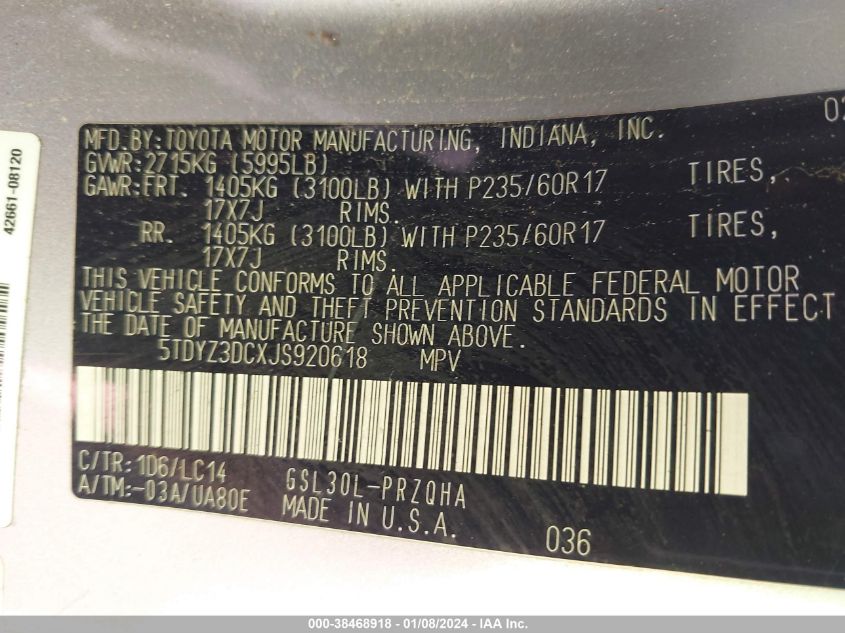 02
MFD.BY:TOYOTA MOTOR MANUFACTURING, INDIANA, INC.
GVWR:2715KG (5995LB)
GAWR:FRT. 1405KG (3100LB) WITH P235/60R17 TIRES,
17X7J RIMS.
RR. 1405KG (3100LB) WITH P235/60R17 TIRES,
17X7J RIMS.
THIS VEHICLE CONFORMS TO ALL APPLICABLE FEDERAL MOTOR
VEHICLE SAFETY AND THEFT PREVENTION STANDARDS IN EFFECT
THE DATE OF MANUFACTURE SHOWN ABOVE.
5TDYZ3DCXJS920618 MPV
C/TR:1D6/LC14 GSL30L-PRZQHA
A/TM:-03A/UA80E MADE IN U.S.A.
036
42661-08120
000-38468918 - 01/08/2024 - IAA Inc.